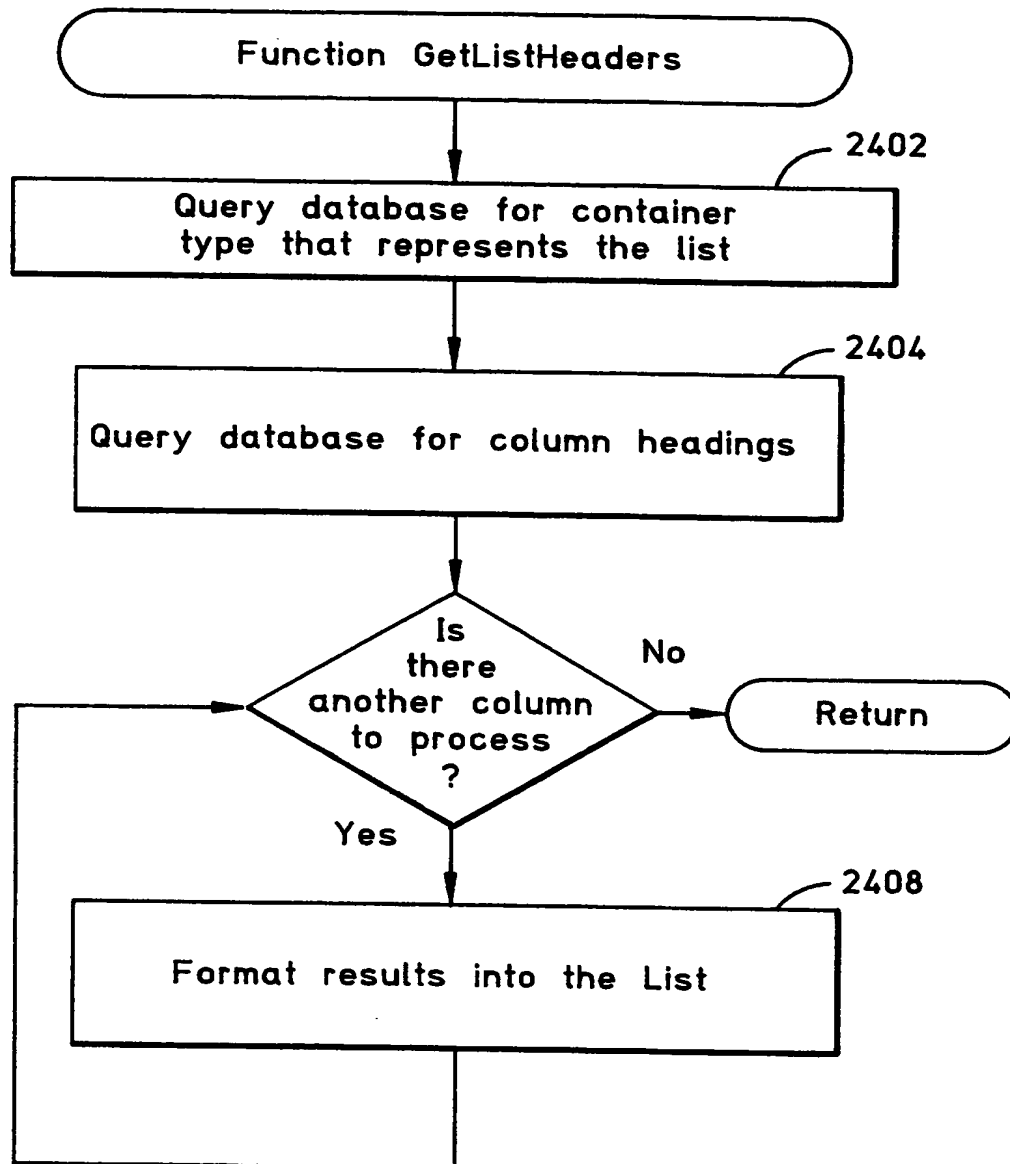 Function GetListHeaders
2402
Query database for container
type that represents the list
2404
Query database for column headings
Is
there
another column
to process
?
No
Return
Yes
2408
Format results into the List